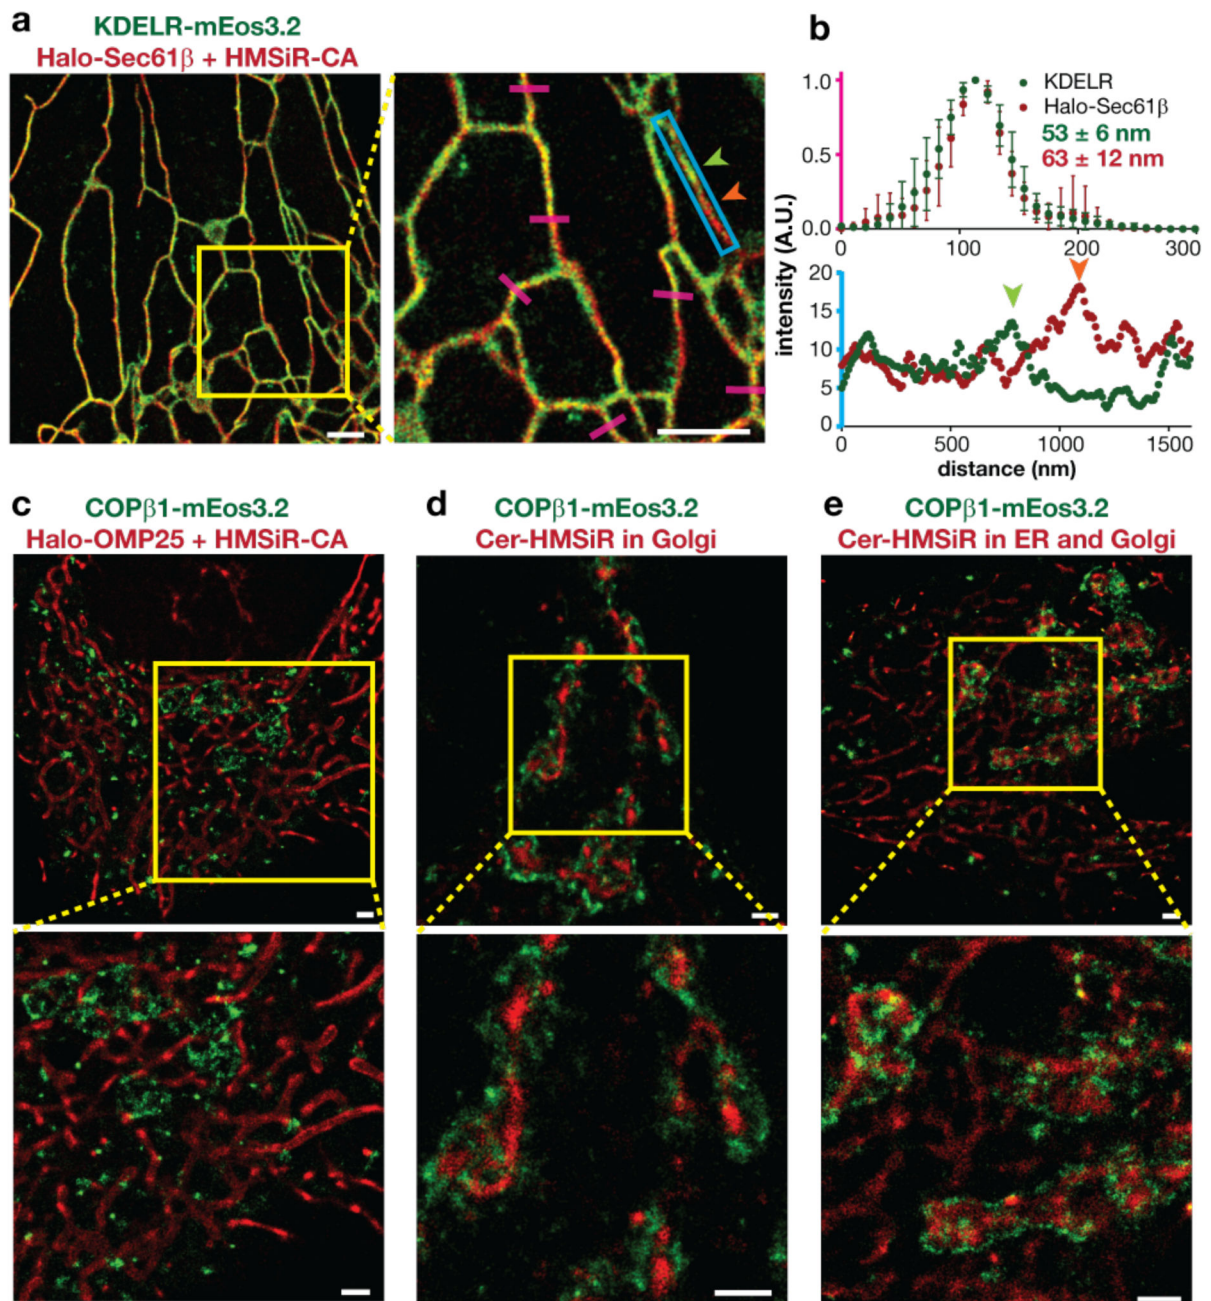 a
KDELR-mEos3.2
Halo-Sec61β + HMSiR-CA
b
KDELR
Halo-Sec61β
53 ± 6 nm
63 ± 12 nm
1.0
0.5
0.0
0
100
200
300
intensity (A.U.)
20
15
10
5
0
0
500
1000
1500
distance (nm)
c
COPβ1-mEos3.2
Halo-OMP25 + HMSiR-CA
d
COPβ1-mEos3.2
Cer-HMSiR in Golgi
e
COPβ1-mEos3.2
Cer-HMSiR in ER and Golgi